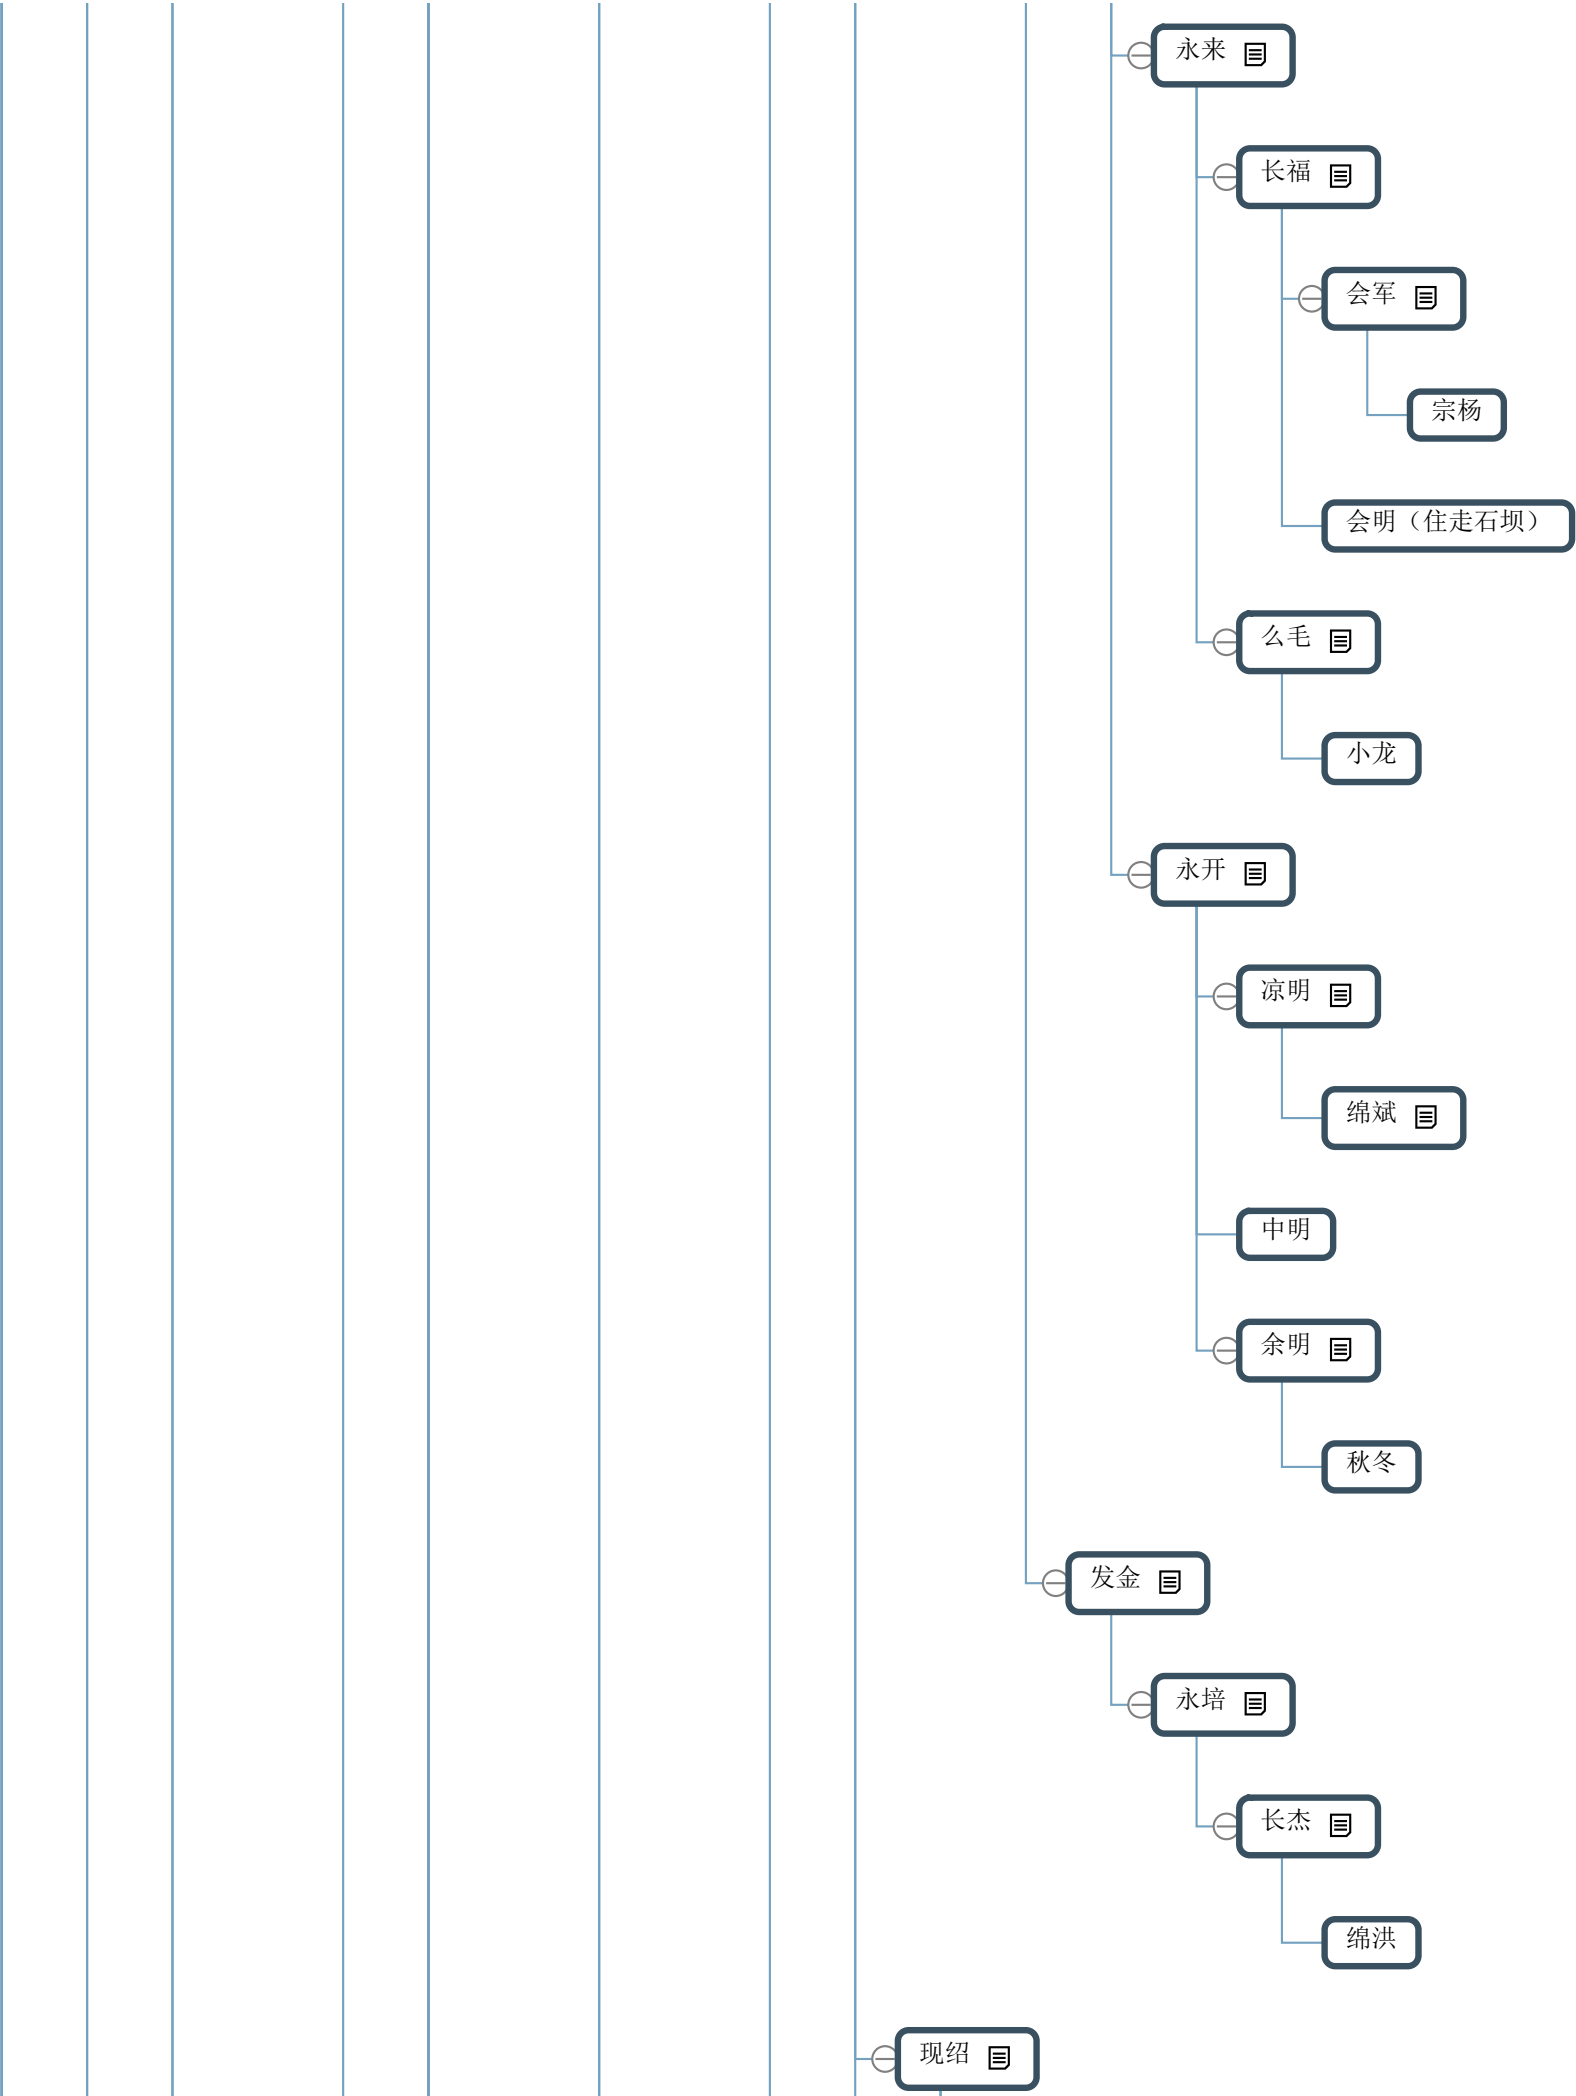 永来
长福
会军
宗杨
会明（住走石坝）
么毛
小龙
永开
凉明
绵斌
中明
余明
秋冬
发金
永培
长杰
绵洪
现绍